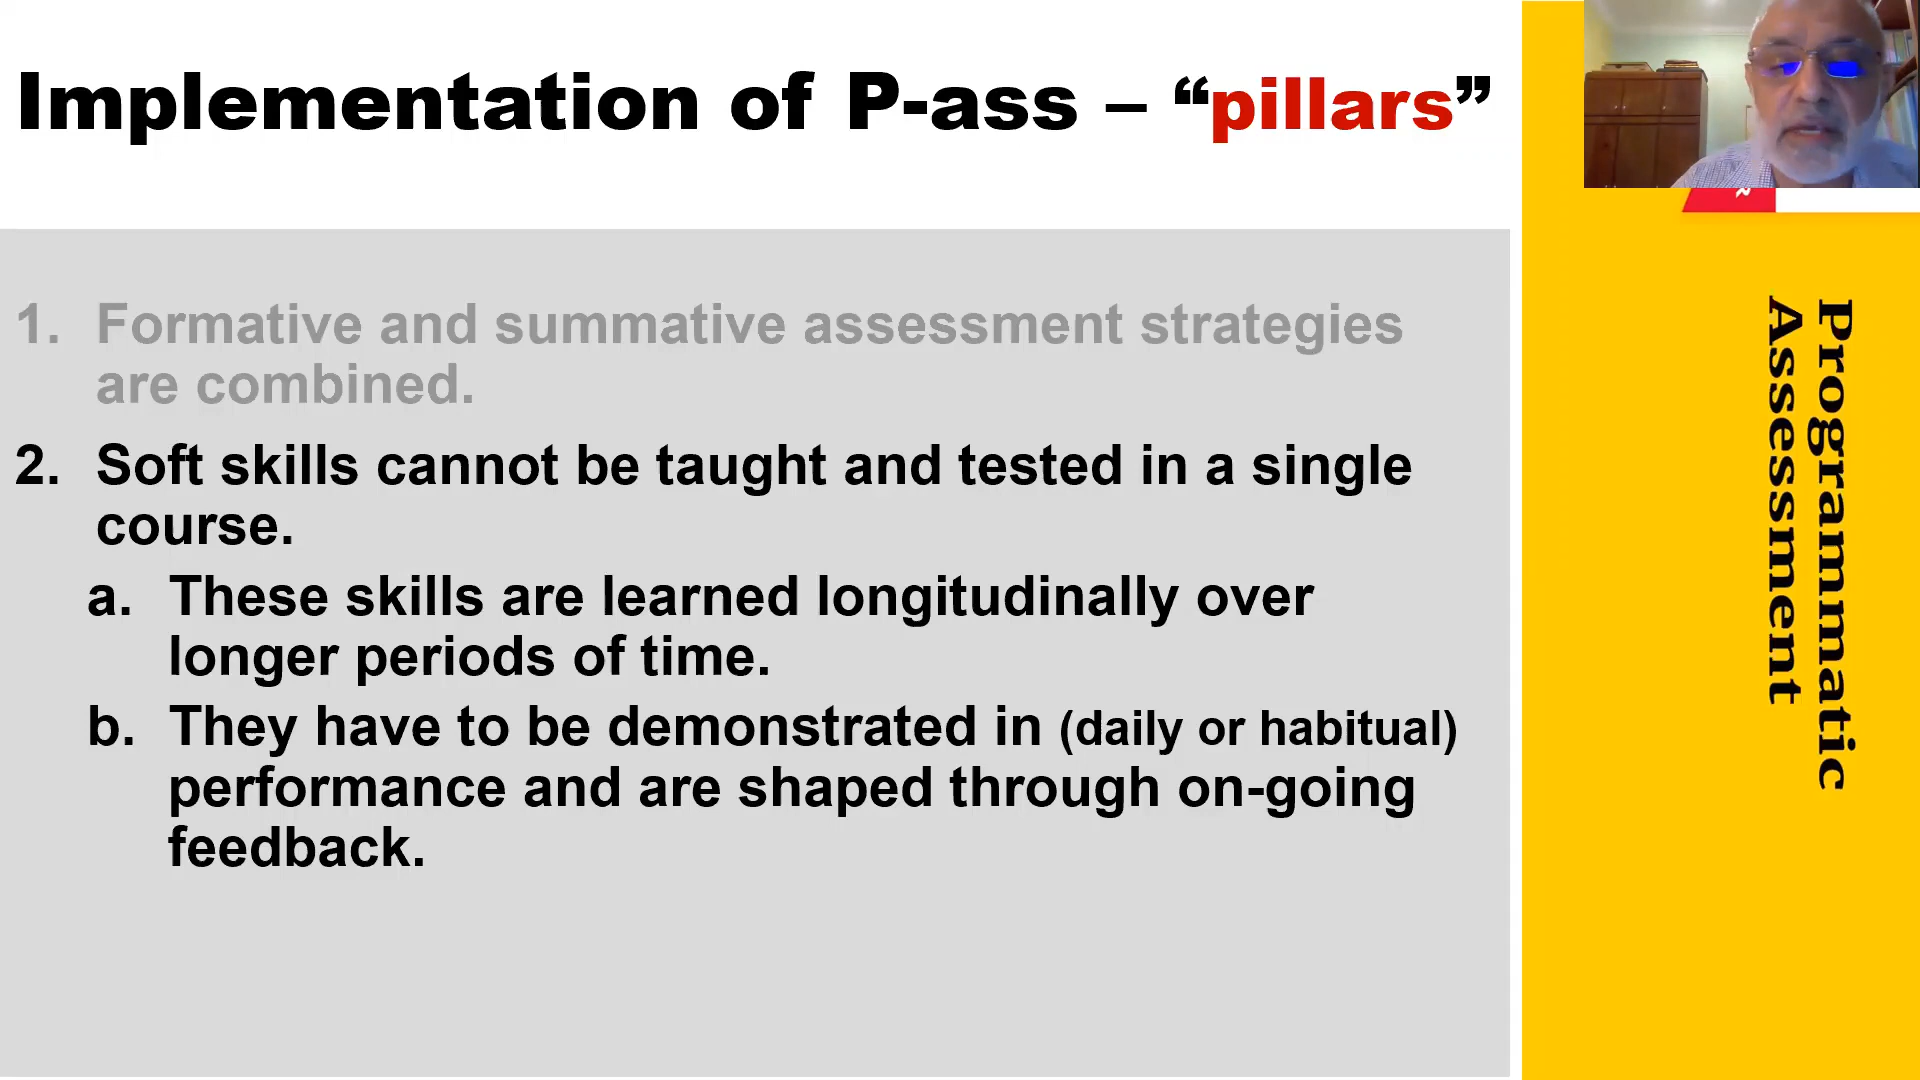 Implementation of P-ass – “pillars”
1. Formative and summative assessment strategies
are combined.
2. Soft skills cannot be taught and tested in a single
course.
a. These skills are learned longitudinally over
longer periods of time.
b. They have to be demonstrated in (daily or habitual)
performance and are shaped through on-going
feedback.
Programmatic
Assessment